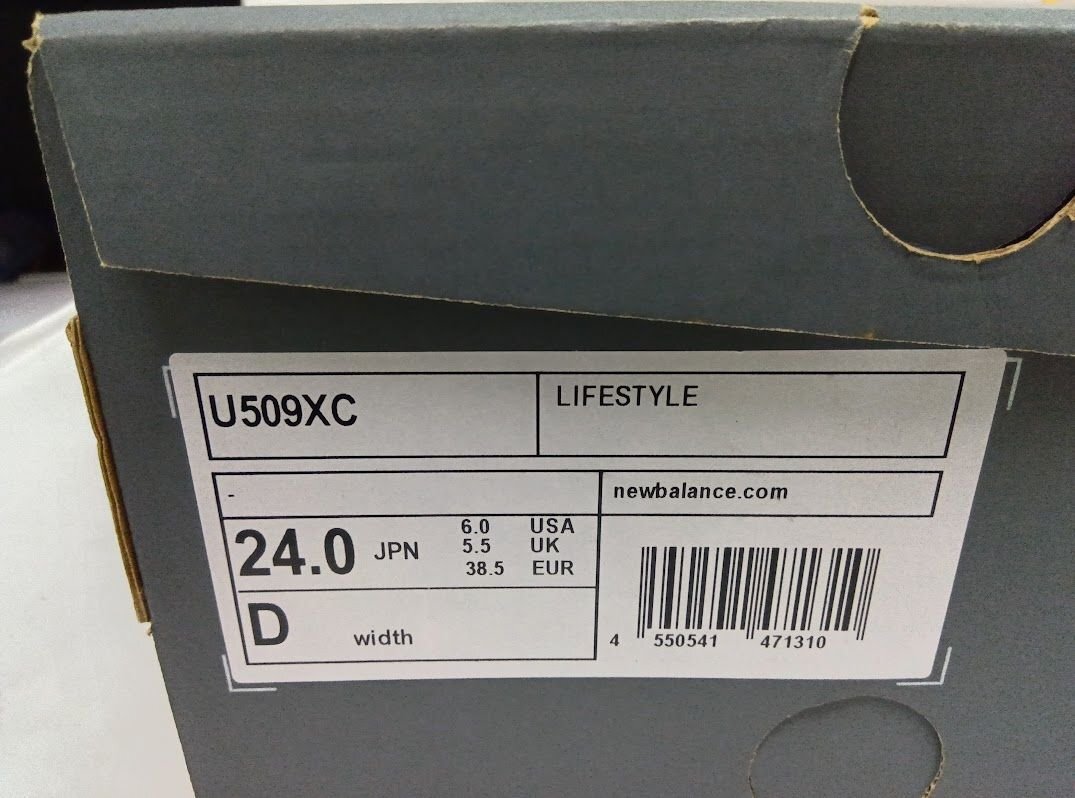 U509XC
LIFESTYLE
-
newbalance.com
24.0 JPN
6.0 USA
5.5 UK
38.5 EUR
D width
4 550541 471310